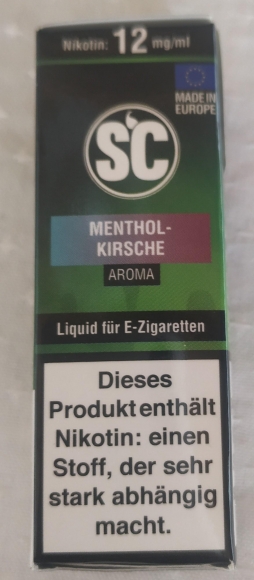 Nikotin: 12 mg/ml
MADE IN
EUROPE
SC
MENTHOL-
KIRSCHE
AROMA
Liquid für E-Zigaretten
Dieses
Produkt enthält
Nikotin: einen
Stoff, der sehr
stark abhängig
macht.